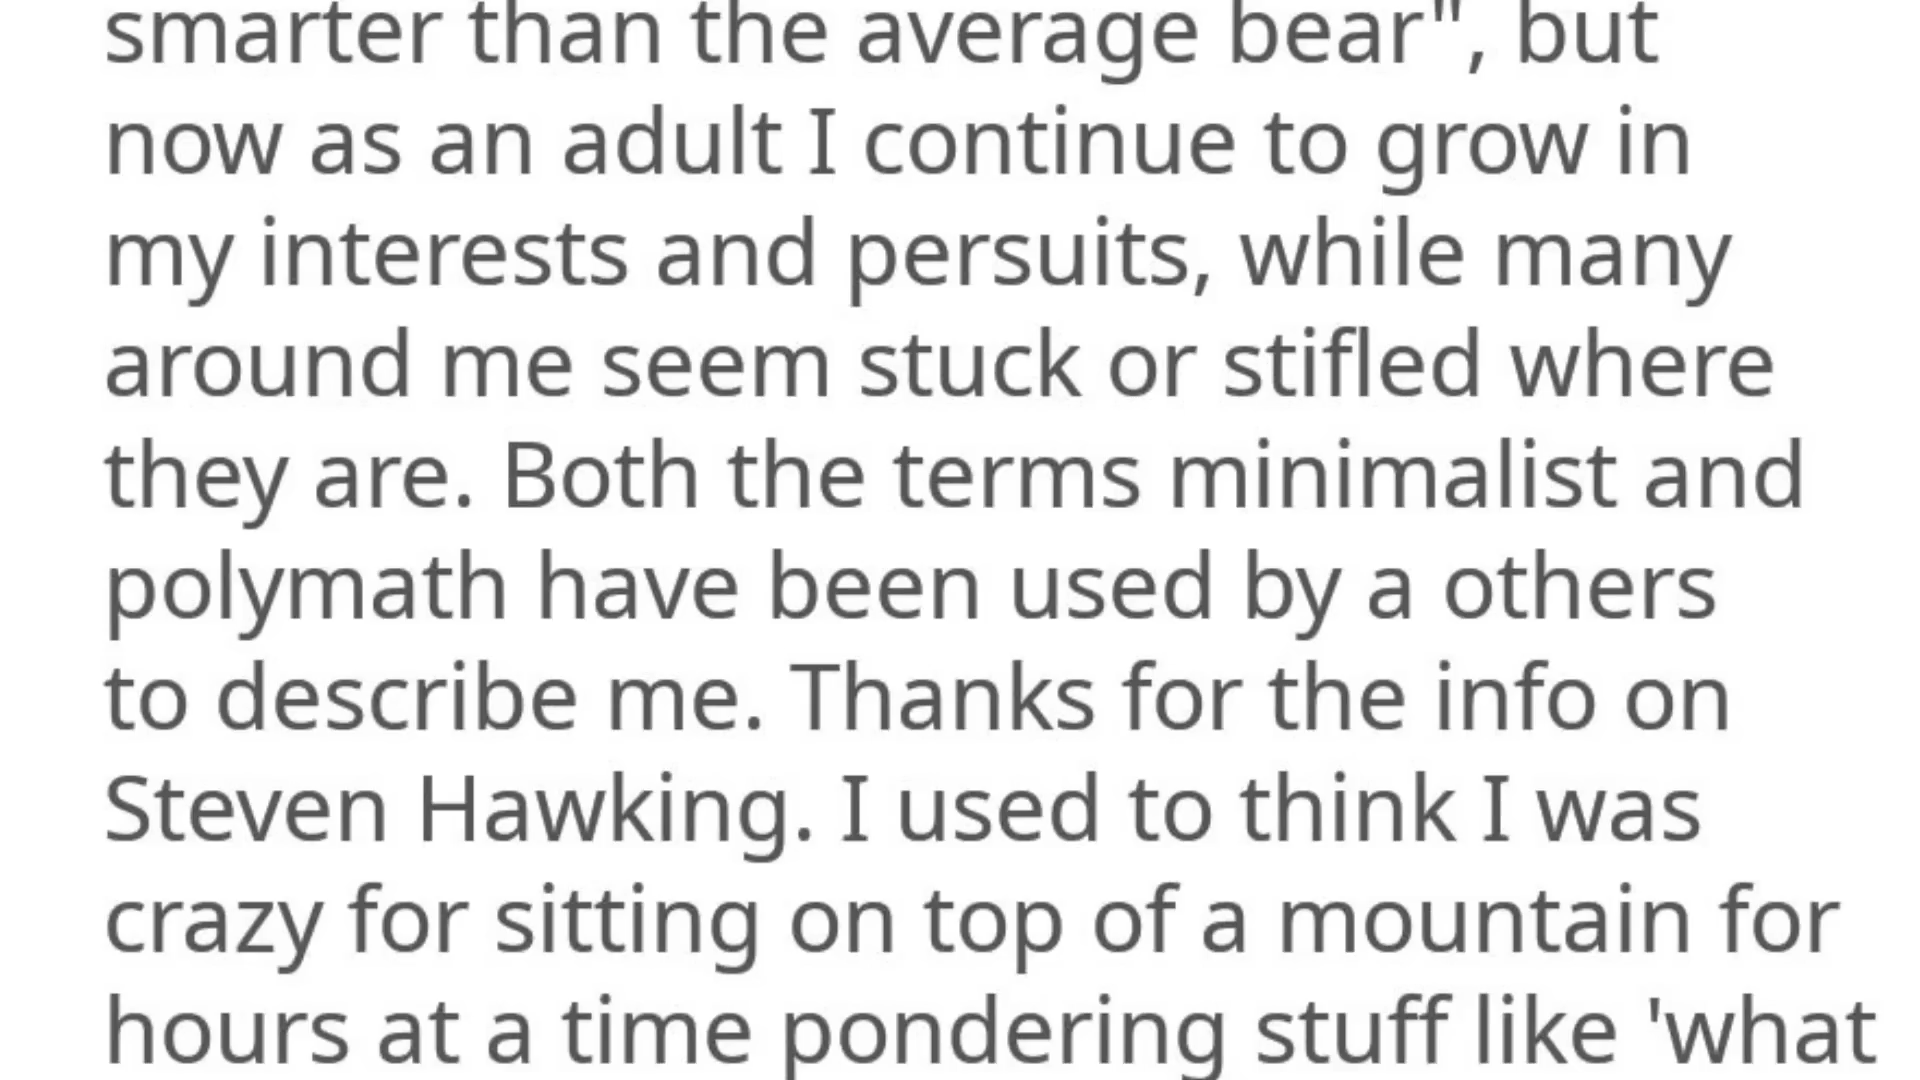 smarter than the average bear", but
now as an adult I continue to grow in
my interests and persuits, while many
around me seem stuck or stifled where
they are. Both the terms minimalist and
polymath have been used by a others
to describe me. Thanks for the info on
Steven Hawking. I used to think I was
crazy for sitting on top of a mountain for
hours at a time pondering stuff like 'what